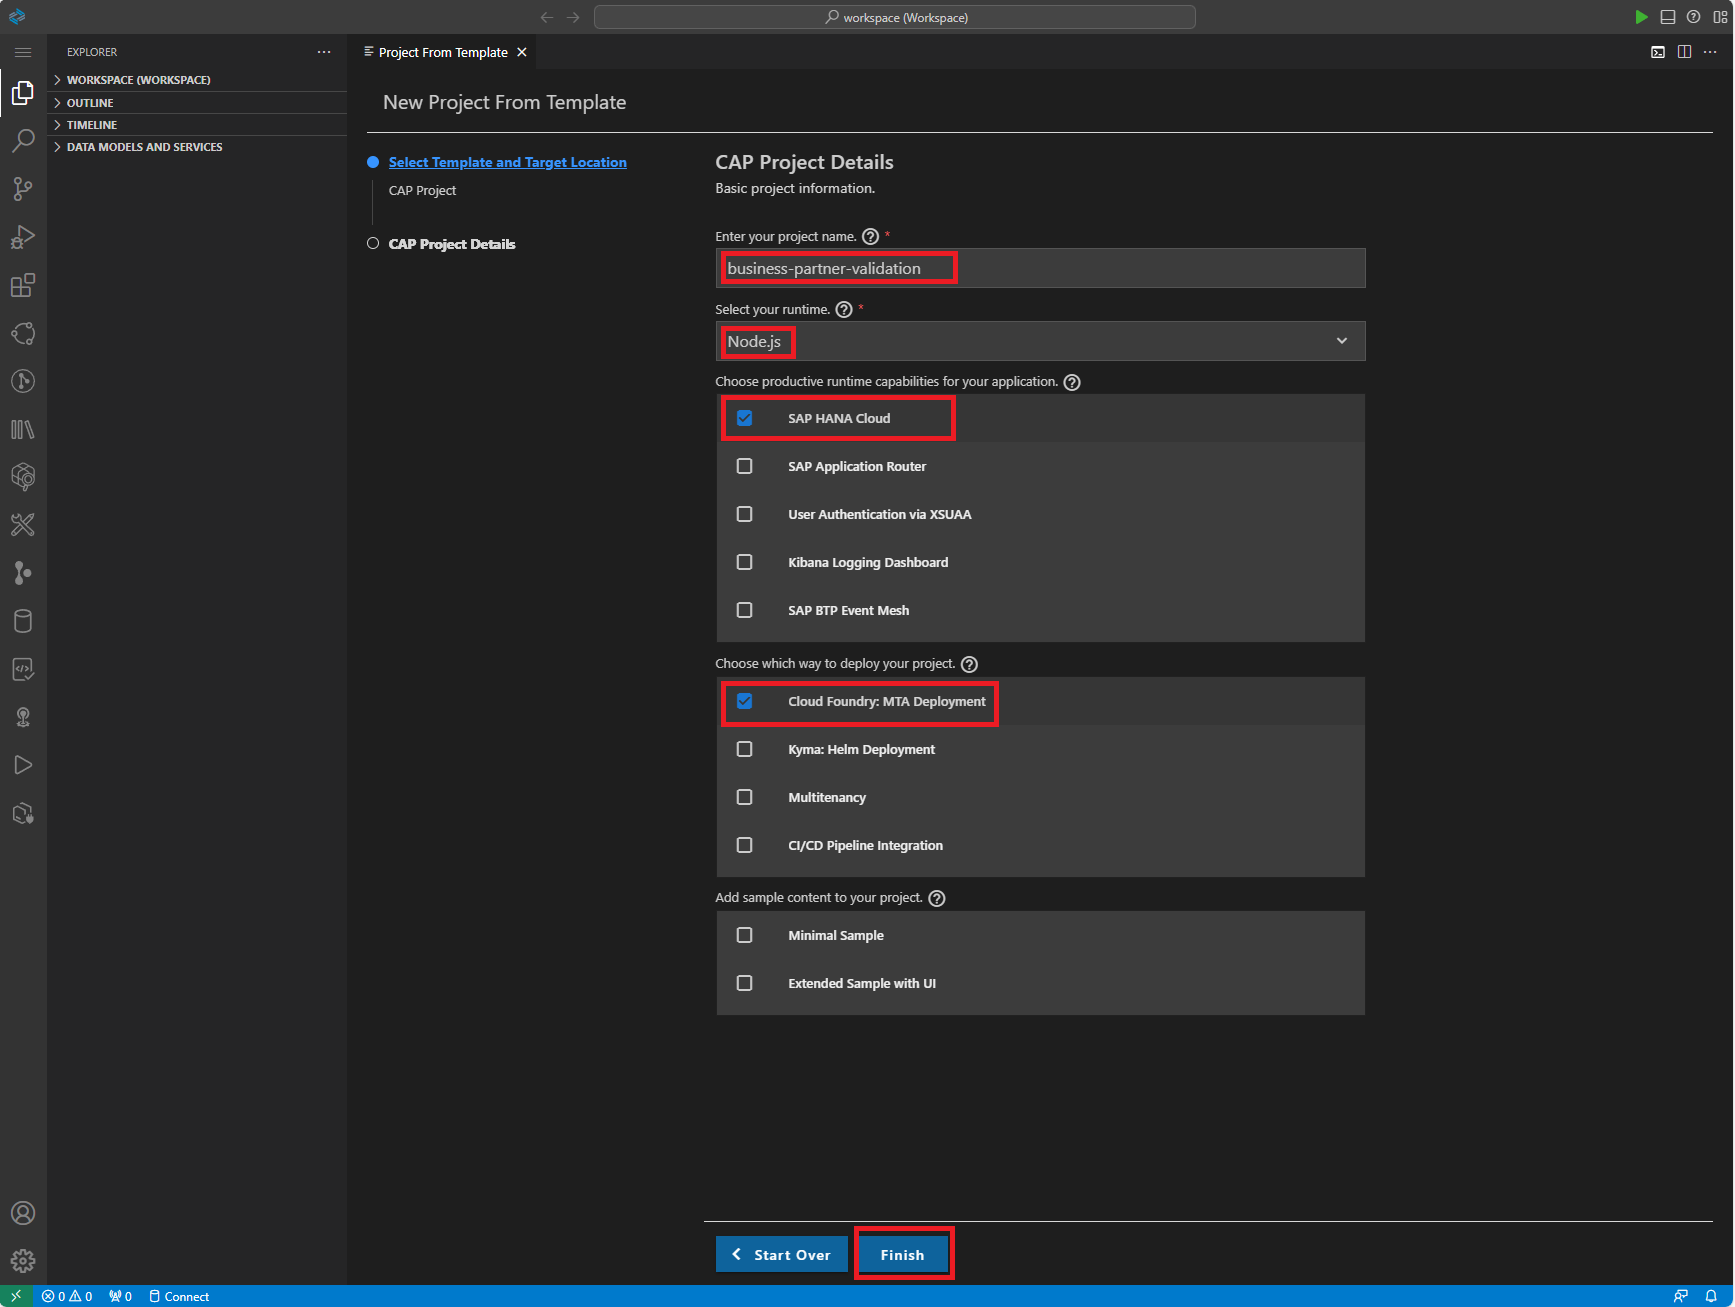 workspace (Workspace)
EXPLORER
Project From Template
WORKSPACE (WORKSPACE)
OUTLINE
TIMELINE
DATA MODELS AND SERVICES
New Project From Template
Select Template and Target Location
CAP Project
CAP Project Details
CAP Project Details
Basic project information.
Enter your project name. *
business-partner-validation
Select your runtime. *
Node.js
Choose productive runtime capabilities for your application.
SAP HANA Cloud
SAP Application Router
User Authentication via XSUAA
Kibana Logging Dashboard
SAP BTP Event Mesh
Choose which way to deploy your project.
Cloud Foundry: MTA Deployment
Kyma: Helm Deployment
Multitenancy
CI/CD Pipeline Integration
Add sample content to your project.
Minimal Sample
Extended Sample with UI
Start Over
Finish
0 0 0 Connect